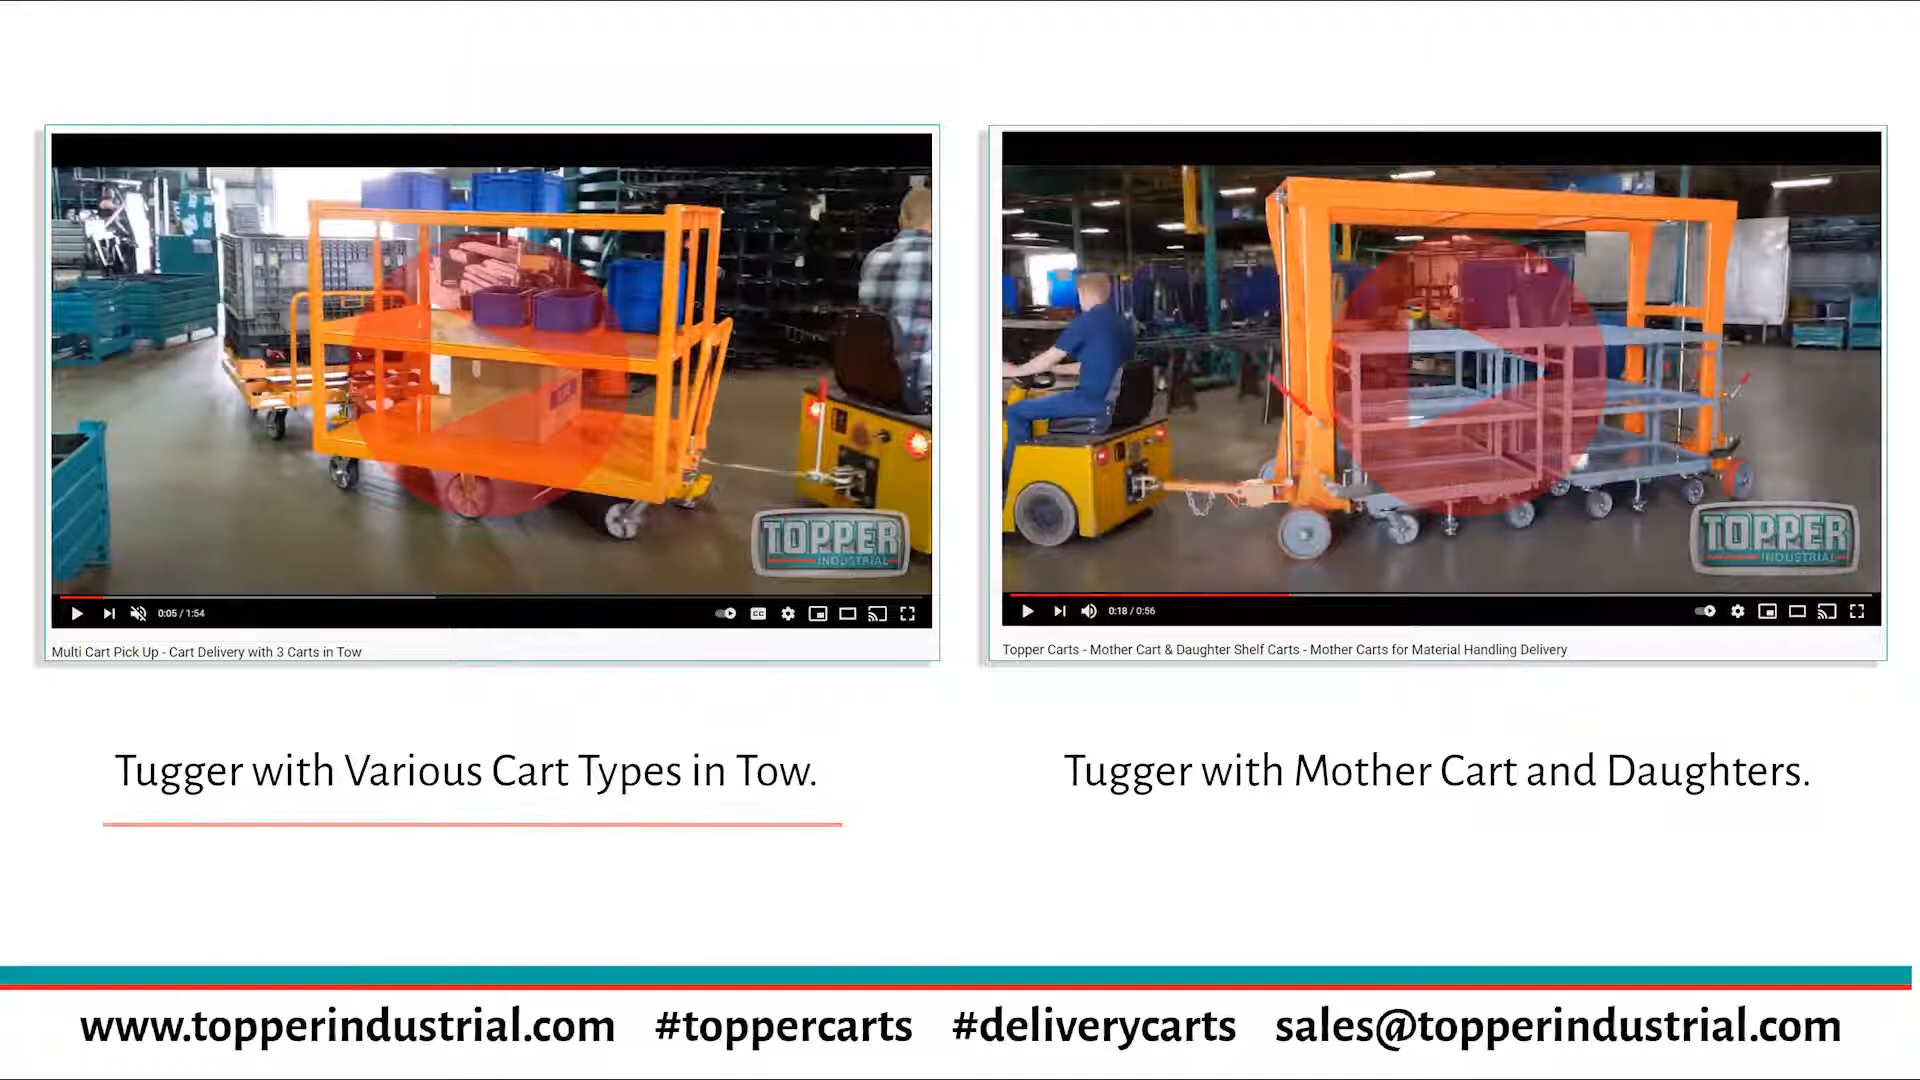 TOPPER
INDUSTRIAL
0:05 / 1:54
CC
Multi Cart Pick Up - Cart Delivery with 3 Carts in Tow
TOPPER
INDUSTRIAL
0:18 / 0:56
Topper Carts - Mother Cart & Daughter Shelf Carts - Mother Carts for Material Handling Delivery
Tugger with Various Cart Types in Tow.
Tugger with Mother Cart and Daughters.
www.topperindustrial.com #toppercarts #deliverycarts sales@topperindustrial.com